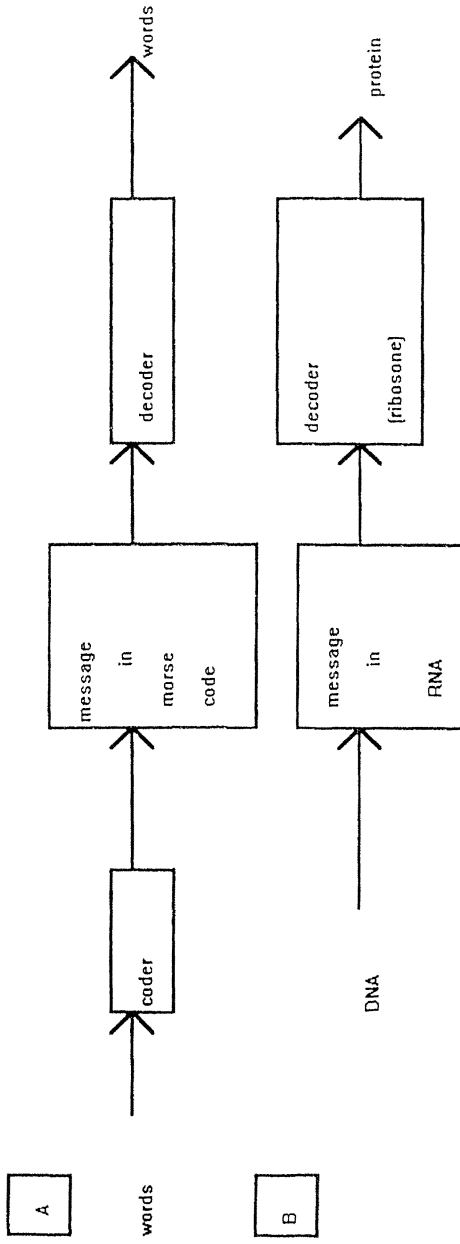 A
words
coder
message
in
morse
code
decoder
words
B
DNA
message
in
RNA
decoder
[ribosone]
protein